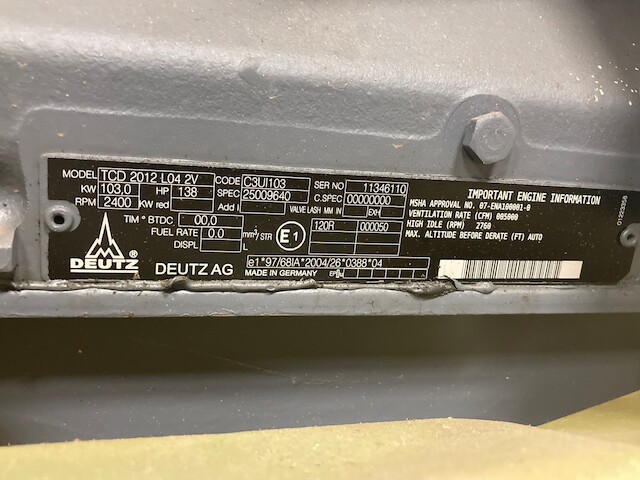 MODEL TCD 2012 L04 2V CODE C3UI103 SER NO 11346110
KW 103,0 HP 138 SPEC 25009640 C.SPEC 00000000
RPM 2400 KW red Add I VALVE LASH MM IN EXH
TIM° BTDC 00,0 120R 000050
FUEL RATE 0.0 mm³/STR
DISPL L E1
DEUTZ DEUTZ AG e1*97/68IA*2004/26*0388*04
MADE IN GERMANY
IMPORTANT ENGINE INFORMATION
MSHA APPROVAL NO. 07-ENA100001-0
VENTILATION RATE (CFM) 005000
HIGH IDLE (RPM) 2760
MAX. ALTITUDE BEFORE DERATE (FT) AUTO